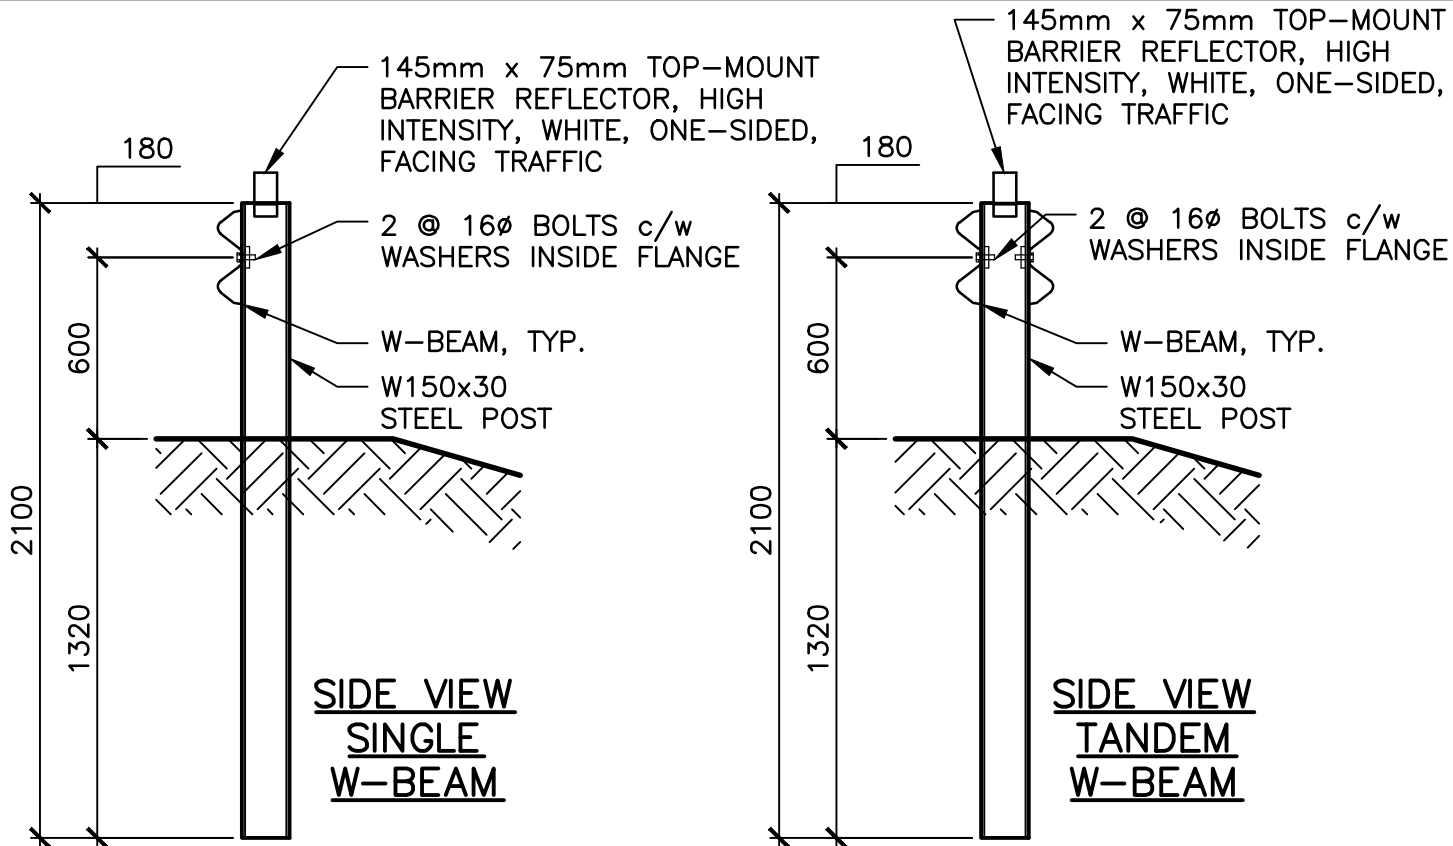 145mm x 75mm TOP-MOUNT
BARRIER REFLECTOR, HIGH
INTENSITY, WHITE, ONE-SIDED,
FACING TRAFFIC
180
2 @ 16ø BOLTS c/w
WASHERS INSIDE FLANGE
600
W-BEAM, TYP.
W150x30
STEEL POST
2100
1320
SIDE VIEW
SINGLE
W-BEAM
145mm x 75mm TOP-MOUNT
BARRIER REFLECTOR, HIGH
INTENSITY, WHITE, ONE-SIDED,
FACING TRAFFIC
180
2 @ 16ø BOLTS c/w
WASHERS INSIDE FLANGE
600
W-BEAM, TYP.
W150x30
STEEL POST
2100
1320
SIDE VIEW
TANDEM
W-BEAM